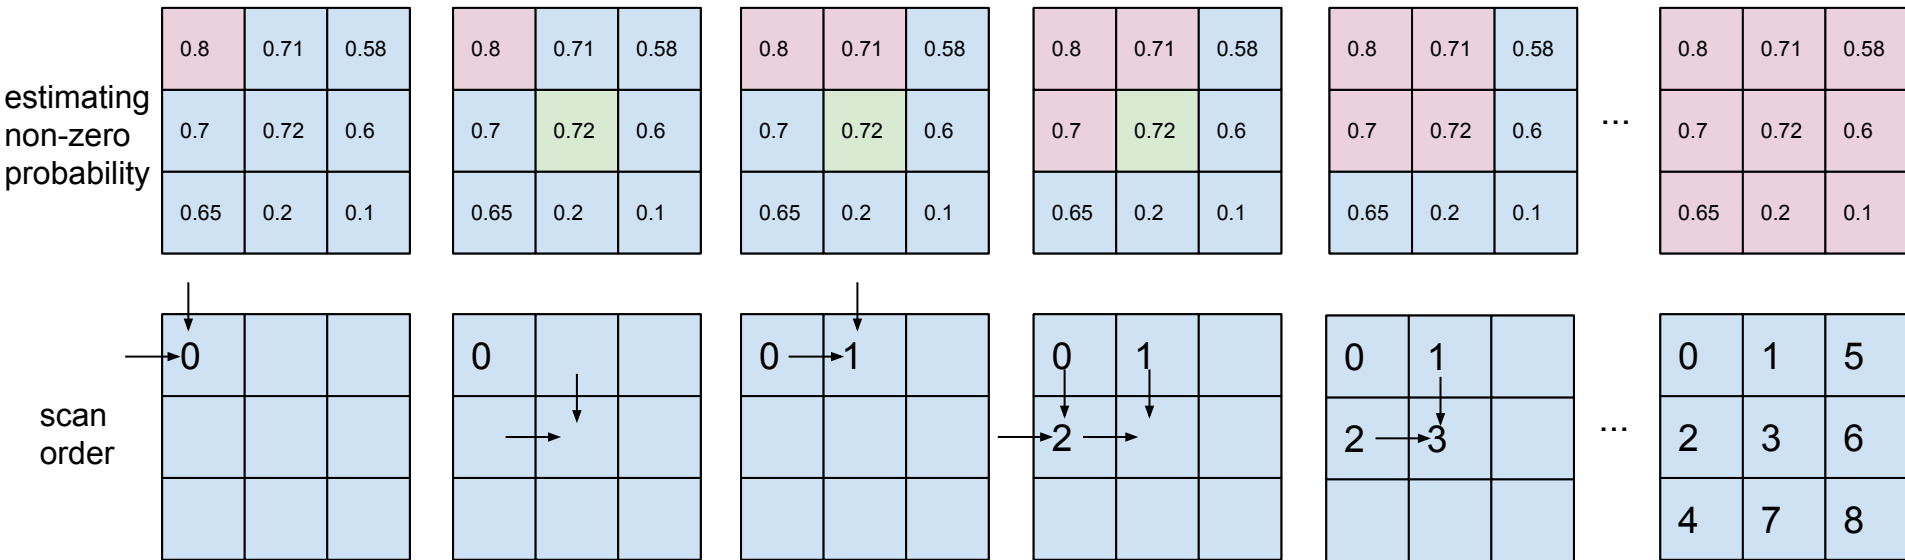 estimating
non-zero
probability
0.8 0.71 0.58 0.8 0.71 0.58 0.8 0.71 0.58 0.8 0.71 0.58 0.8 0.71 0.58 0.8 0.71 0.58
0.7 0.72 0.6 0.7 0.72 0.6 0.7 0.72 0.6 0.7 0.72 0.6 0.7 0.72 0.6 ... 0.7 0.72 0.6
0.65 0.2 0.1 0.65 0.2 0.1 0.65 0.2 0.1 0.65 0.2 0.1 0.65 0.2 0.1 0.65 0.2 0.1
scan
order
0 0 0 1 0 1 0 1 0 1 5
2 2 3 ... 2 3 6
4 7 8